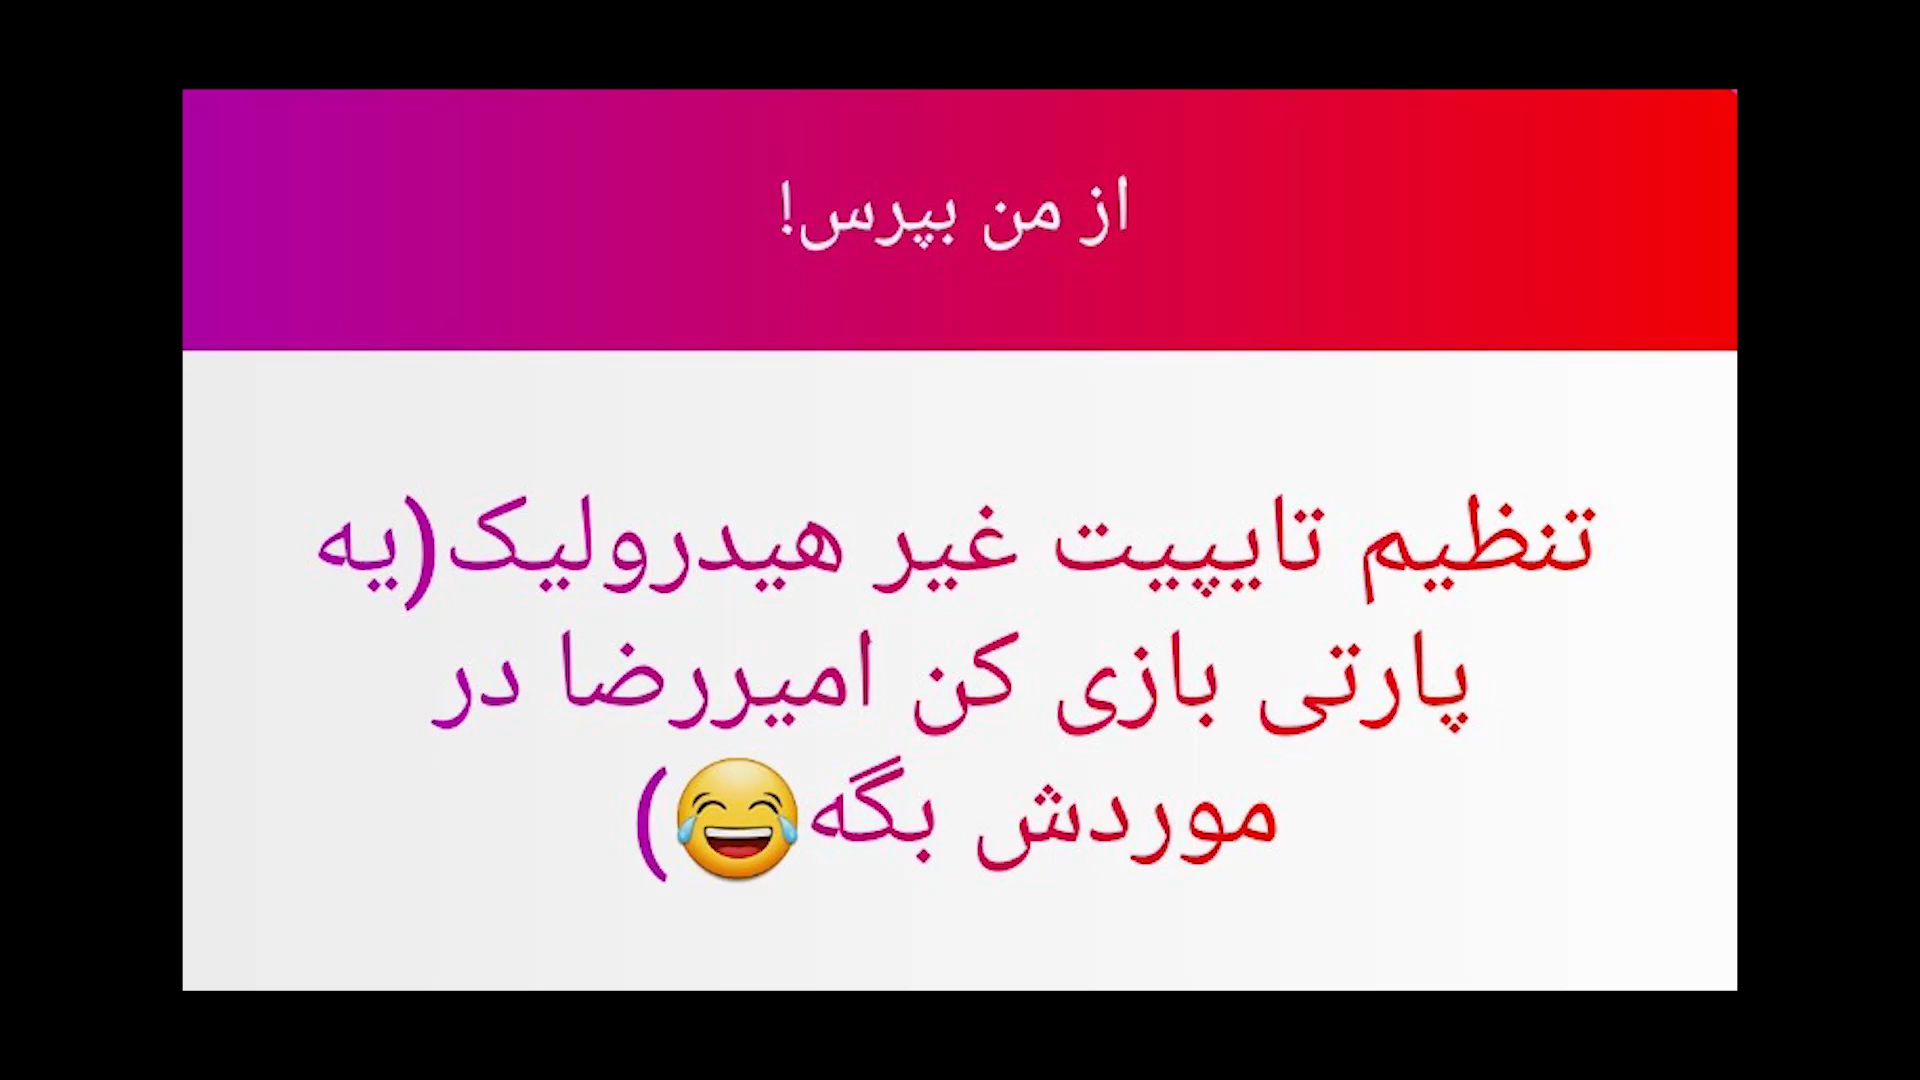 از من بپرس!
تنظیم تایپیت غیر هیدرولیک(یه
پارتی بازی کن امیررضا در
موردش بگه😂)